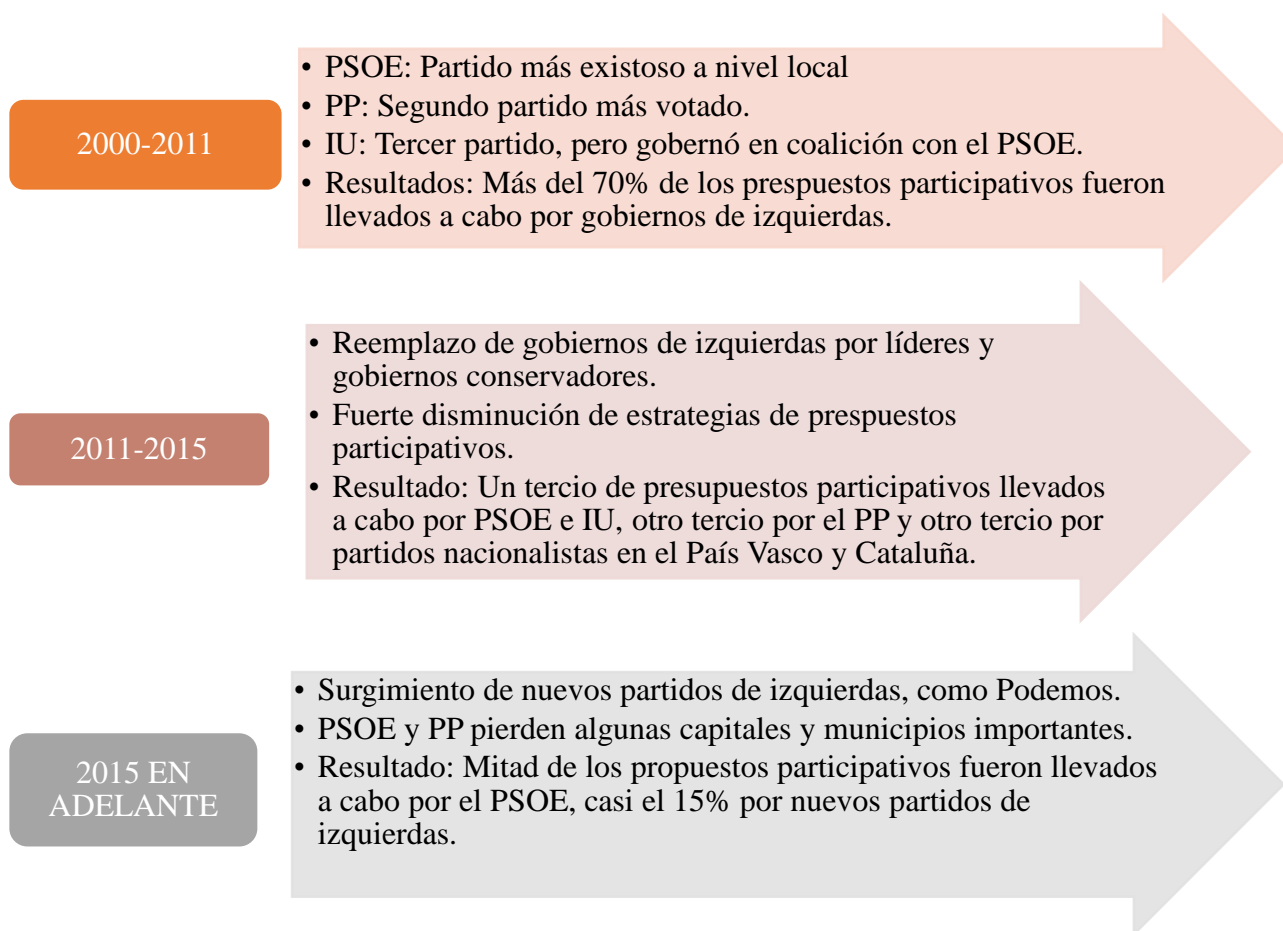 2000-2011
• PSOE: Partido más existoso a nivel local
• PP: Segundo partido más votado.
• IU: Tercer partido, pero gobernó en coalición con el PSOE.
• Resultados: Más del 70% de los prespuestos participativos fueron
llevados a cabo por gobiernos de izquierdas.
2011-2015
• Reemplazo de gobiernos de izquierdas por líderes y
gobiernos conservadores.
• Fuerte disminución de estrategias de prespuestos
participativos.
• Resultado: Un tercio de presupuestos participativos llevados
a cabo por PSOE e IU, otro tercio por el PP y otro tercio por
partidos nacionalistas en el País Vasco y Cataluña.
2015 EN
ADELANTE
• Surgimiento de nuevos partidos de izquierdas, como Podemos.
• PSOE y PP pierden algunas capitales y municipios importantes.
• Resultado: Mitad de los propuestos participativos fueron llevados
a cabo por el PSOE, casi el 15% por nuevos partidos de
izquierdas.